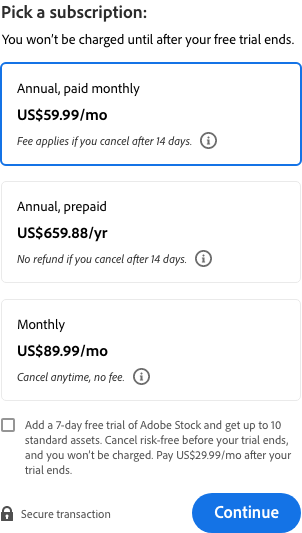 Pick a subscription:
You won't be charged until after your free trial ends.
Annual, paid monthly
US$59.99/mo
Fee applies if you cancel after 14 days.
Annual, prepaid
US$659.88/yr
No refund if you cancel after 14 days.
Monthly
US$89.99/mo
Cancel anytime, no fee.
Add a 7-day free trial of Adobe Stock and get up to 10
standard assets. Cancel risk-free before your trial ends,
and you won't be charged. Pay US$29.99/mo after your
trial ends.
Secure transaction
Continue